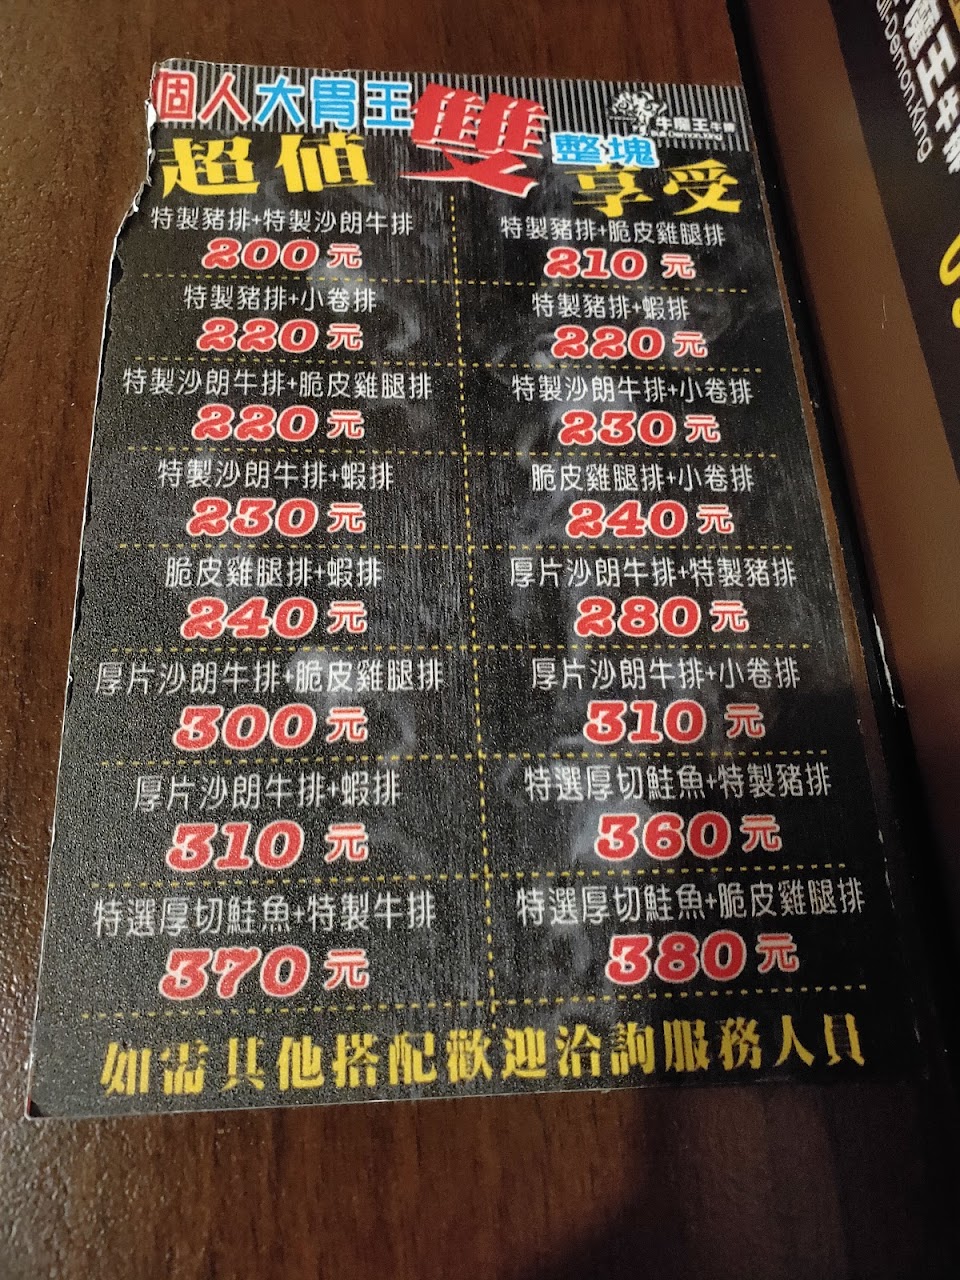 個人大胃王
超值雙整塊享受
牛魔王牛排
Bull Demon.King
特製豬排+特製沙朗牛排
200元
特製豬排+脆皮雞腿排
210元
特製豬排+小卷排
220元
特製豬排+蝦排
220元
特製沙朗牛排+脆皮雞腿排
220元
特製沙朗牛排+小卷排
230元
特製沙朗牛排+蝦排
230元
脆皮雞腿排+小卷排
240元
脆皮雞腿排+蝦排
240元
厚片沙朗牛排+特製豬排
280元
厚片沙朗牛排+脆皮雞腿排
300元
厚片沙朗牛排+小卷排
310元
厚片沙朗牛排+蝦排
310元
特選厚切鮭魚+特製豬排
360元
特選厚切鮭魚+特製牛排
370元
特選厚切鮭魚+脆皮雞腿排
380元
如需其他搭配歡迎洽詢服務人員
魔王牛排
ull-Demon.King